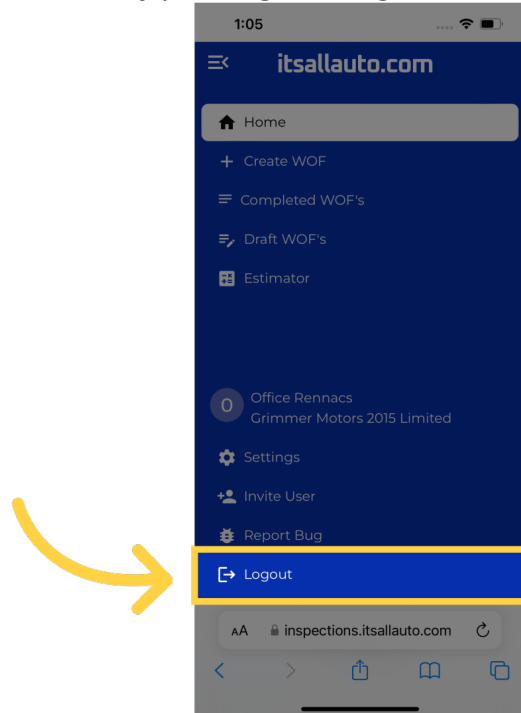 1:05
itsallauto.com
Home
Create WOF
Completed WOF's
Draft WOF's
Estimator
O
Office Rennacs
Grimmer Motors 2015 Limited
Settings
Invite User
Report Bug
Logout
AA inspections.itsallauto.com